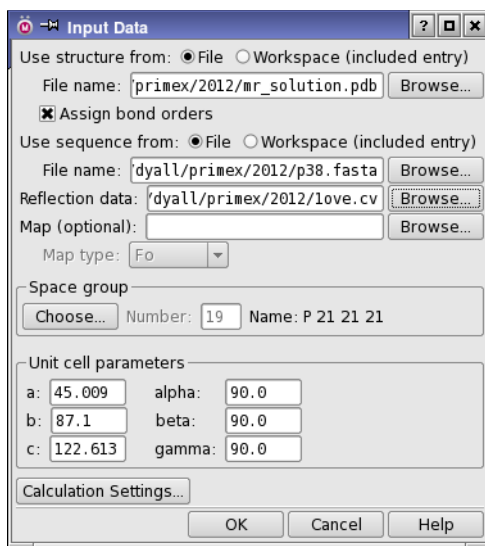 Input Data
Use structure from: File Workspace (included entry)
File name: primex/2012/mr_solution.pdb Browse...
Assign bond orders
Use sequence from: File Workspace (included entry)
File name: dyall/primex/2012/p38.fasta Browse...
Reflection data: dyall/primex/2012/1ove.cv Browse...
Map (optional): Browse...
Map type: Fo
Space group
Choose... Number: 19 Name: P 21 21 21
Unit cell parameters
a: 45.009 alpha: 90.0
b: 87.1 beta: 90.0
c: 122.613 gamma: 90.0
Calculation Settings...
OK Cancel Help